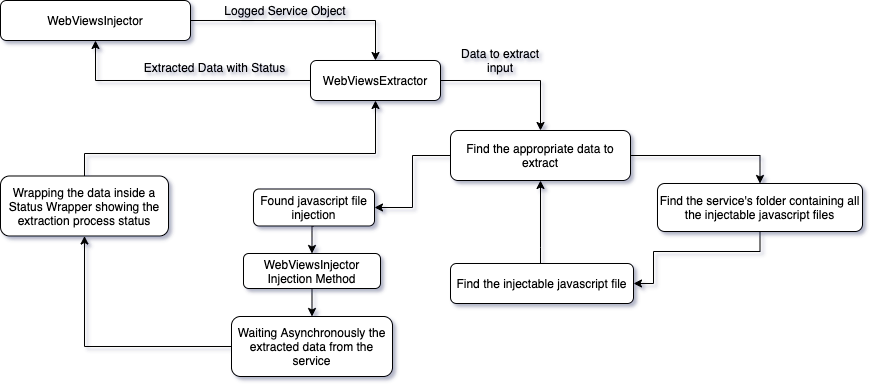 Logged Service Object
WebViewsInjector
Data to extract
input
Extracted Data with Status
WebViewsExtractor
Find the appropriate data to
extract
Wrapping the data inside a
Status Wrapper showing the
extraction process status
Found javascript file
injection
Find the service's folder containing all
the injectable javascript files
WebViewsInjector
Injection Method
Find the injectable javascript file
Waiting Asynchronously the
extracted data from the
service